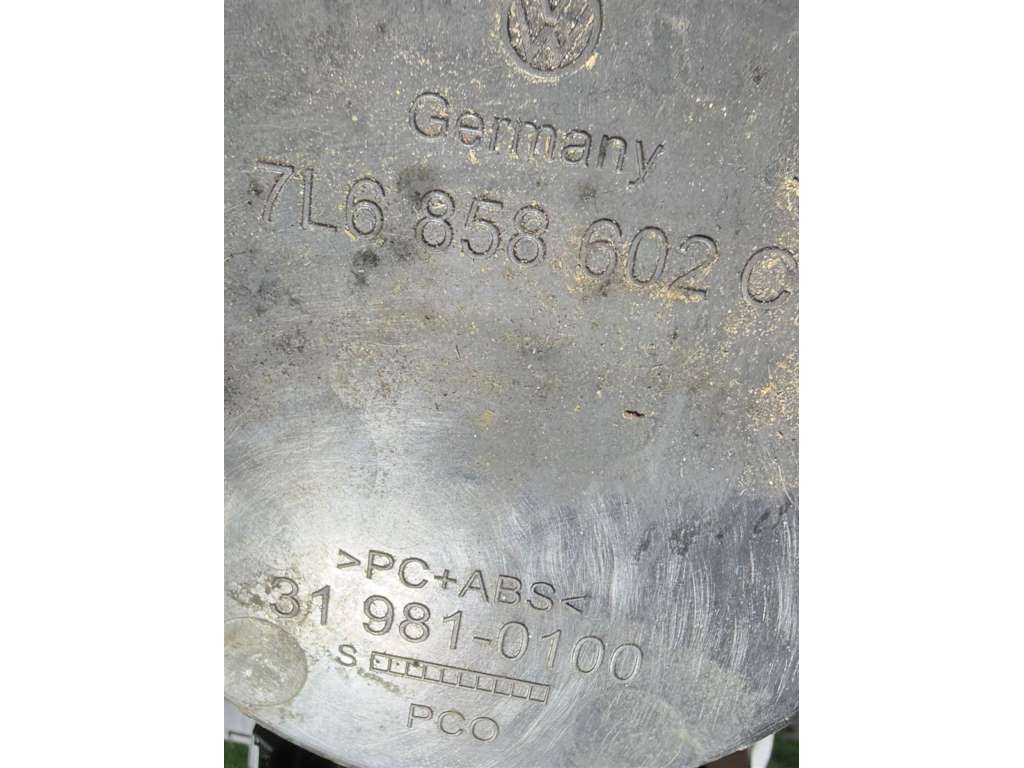 Germany
7L6 858 602 C
>PC+ABS<
31 981-0100
S
PCO